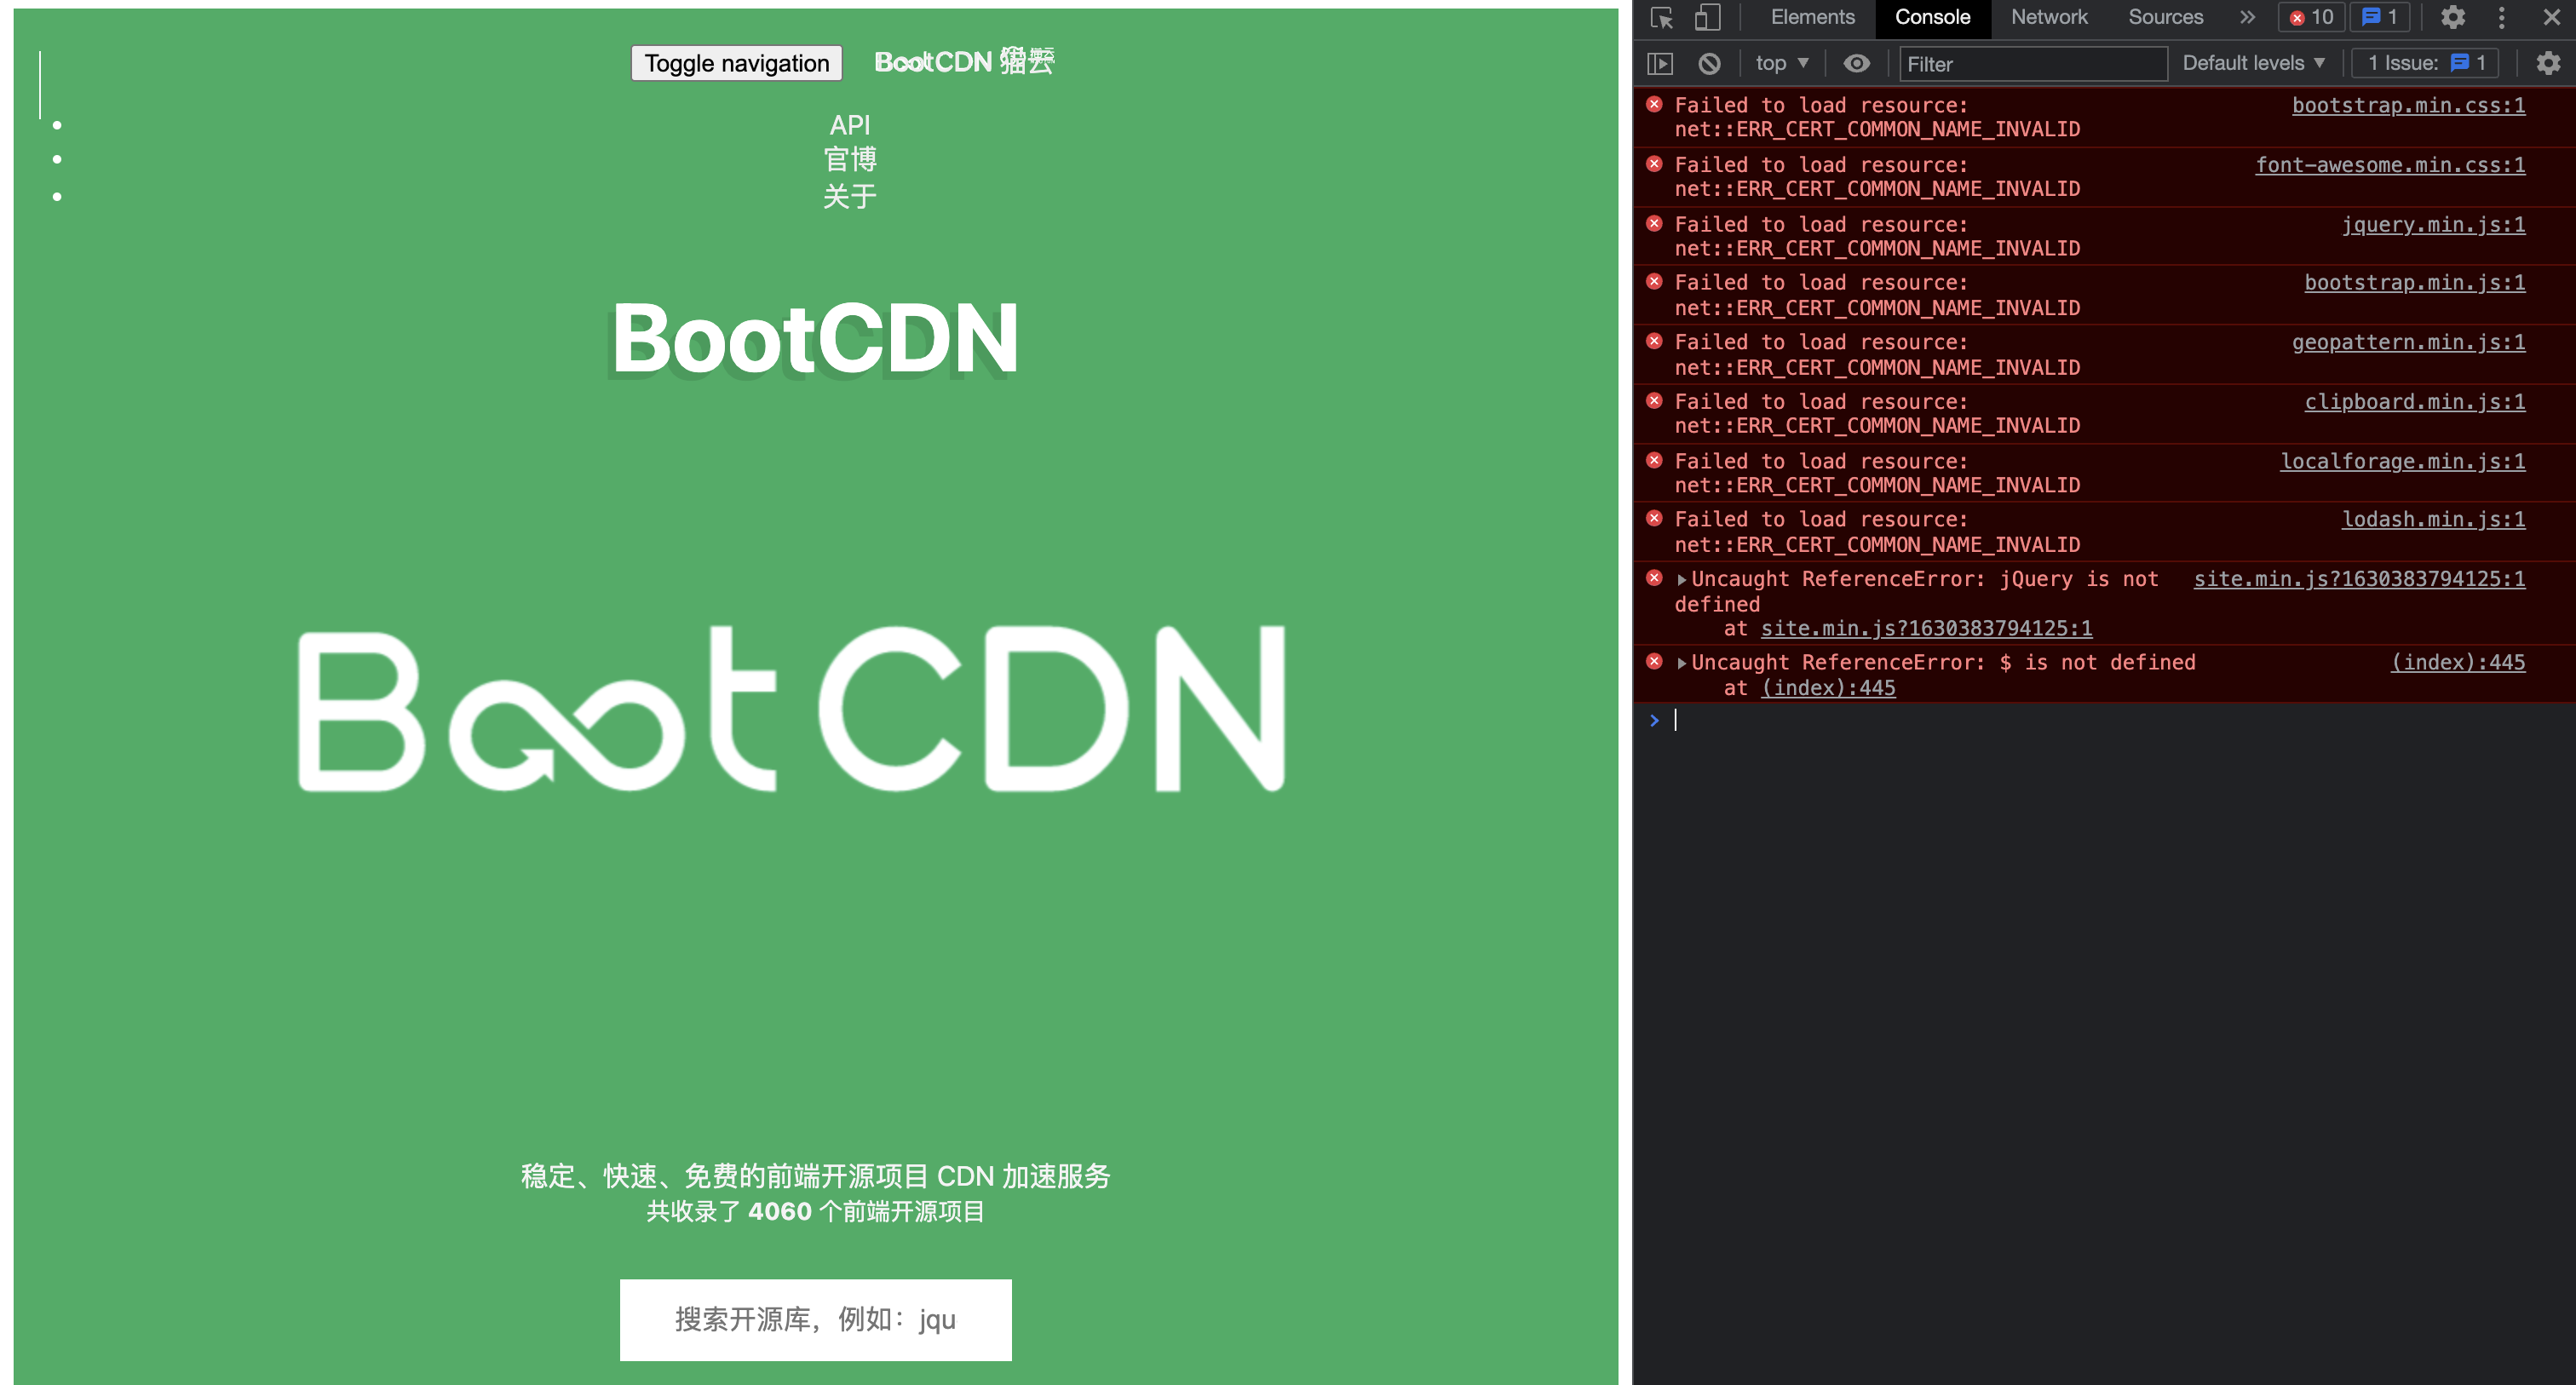 Toggle navigation
BootCDN 猫云
API
官博
关于
BootCDN
BootCDN
稳定、快速、免费的前端开源项目 CDN 加速服务
共收录了 4060 个前端开源项目
搜索开源库，例如：jqu
Elements Console Network Sources 10 1
top Filter Default levels 1 Issue: 1
Failed to load resource: bootstrap.min.css:1
net::ERR_CERT_COMMON_NAME_INVALID
Failed to load resource: font-awesome.min.css:1
net::ERR_CERT_COMMON_NAME_INVALID
Failed to load resource: jquery.min.js:1
net::ERR_CERT_COMMON_NAME_INVALID
Failed to load resource: bootstrap.min.js:1
net::ERR_CERT_COMMON_NAME_INVALID
Failed to load resource: geopattern.min.js:1
net::ERR_CERT_COMMON_NAME_INVALID
Failed to load resource: clipboard.min.js:1
net::ERR_CERT_COMMON_NAME_INVALID
Failed to load resource: localforage.min.js:1
net::ERR_CERT_COMMON_NAME_INVALID
Failed to load resource: lodash.min.js:1
net::ERR_CERT_COMMON_NAME_INVALID
Uncaught ReferenceError: jQuery is not site.min.js?1630383794125:1
defined
at site.min.js?1630383794125:1
Uncaught ReferenceError: $ is not defined (index):445
at (index):445